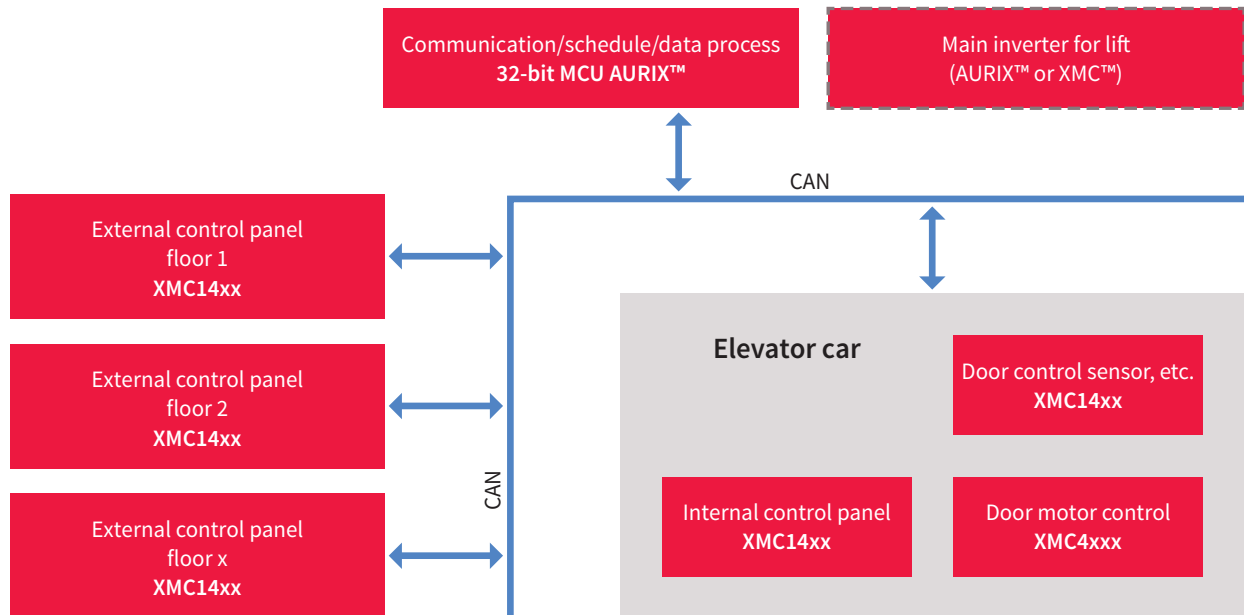 Communication/schedule/data process
32-bit MCU AURIX™
Main inverter for lift
(AURIX™ or XMC™)
CAN
External control panel
floor 1
XMC14xx
External control panel
floor 2
XMC14xx
External control panel
floor x
XMC14xx
CAN
Elevator car
Door control sensor, etc.
XMC14xx
Internal control panel
XMC14xx
Door motor control
XMC4xxx